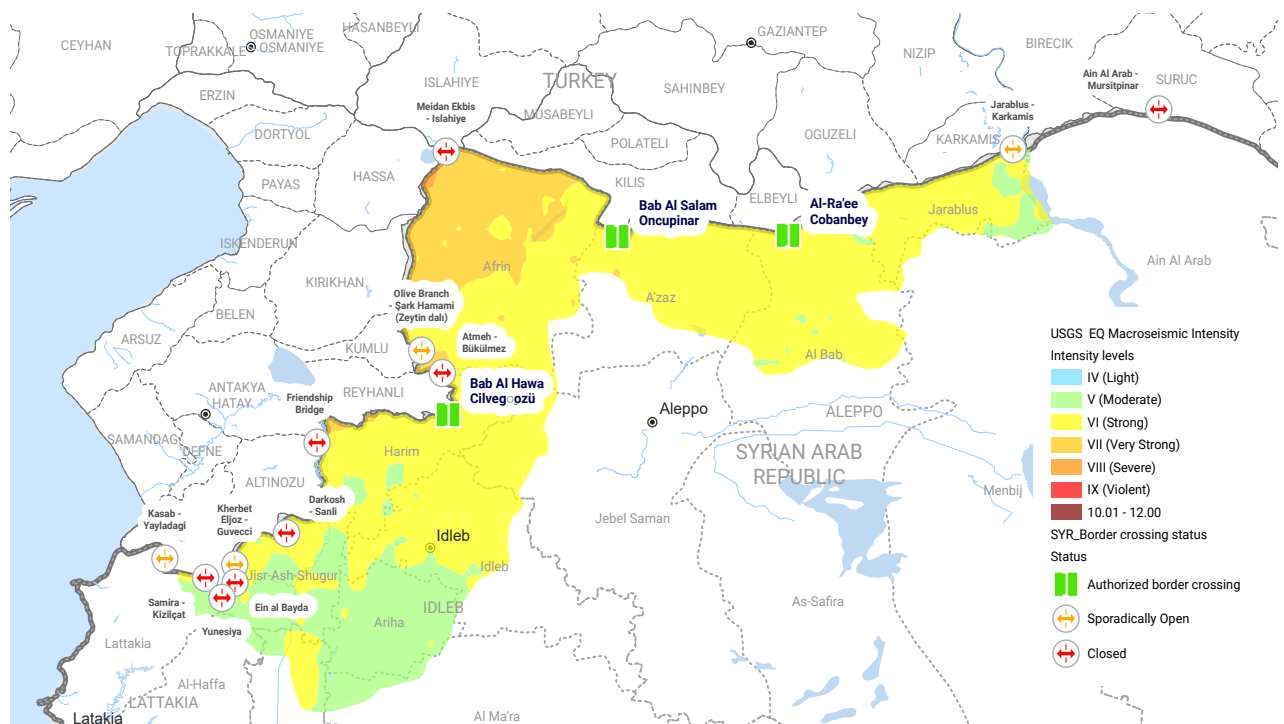 CEYHAN
OSMANIYE
TOPRAKKALE
OSMANIYE
HASANBEYLI
GAZIANTEP
NIZIP
BIRECIK
ISLAHIYE
TURKEY
SAHINBEY
Ain Al Arab -
Mursitpinar
SURUC
ERZIN
Meidan Ekbis
- Islahiye
MUSABEYLI
Jarablus -
Karkamis
DORTYOL
POLATELI
OGUZELI
KARKAMIS
HASSA
PAYAS
KILIS
ELBEYLI
Bab Al Salam
Oncupinar
Al-Ra'ee
Cobanbey
Jarablus
ISKENDERUN
Afrin
Ain Al Arab
KIRIKHAN
Olive Branch
- Şark Hamami
(Zeytin dalı)
A'zaz
BELEN
ARSUZ
KUMLU
Atmeh -
Bükülmez
Al Bab
USGS EQ Macroseismic Intensity
Intensity levels
IV (Light)
V (Moderate)
VI (Strong)
VII (Very Strong)
VIII (Severe)
IX (Violent)
10.01 - 12.00
SYR_Border crossing status
Status
Authorized border crossing
Sporadically Open
Closed
ANTAKYA
HATAY
REYHANLI
Bab Al Hawa
Cilvegozü
Friendship
Bridge
Aleppo
ALEPPO
SAMANDAG
DEFNE
Harim
SYRIAN ARAB
REPUBLIC
ALTINOZU
Menbij
Darkosh
- Sanli
Kasab -
Yayladagi
Kherbet
Eljoz -
Guvecci
Jebel Saman
Idleb
Jisr-Ash-Shugur
Idleb
Samira -
Kizilçat
Ein al Bayda
IDLEB
As-Safira
Yunesiya
Ariha
Lattakia
Al-Haffa
LATTAKIA
Latakia
Al Ma'ra